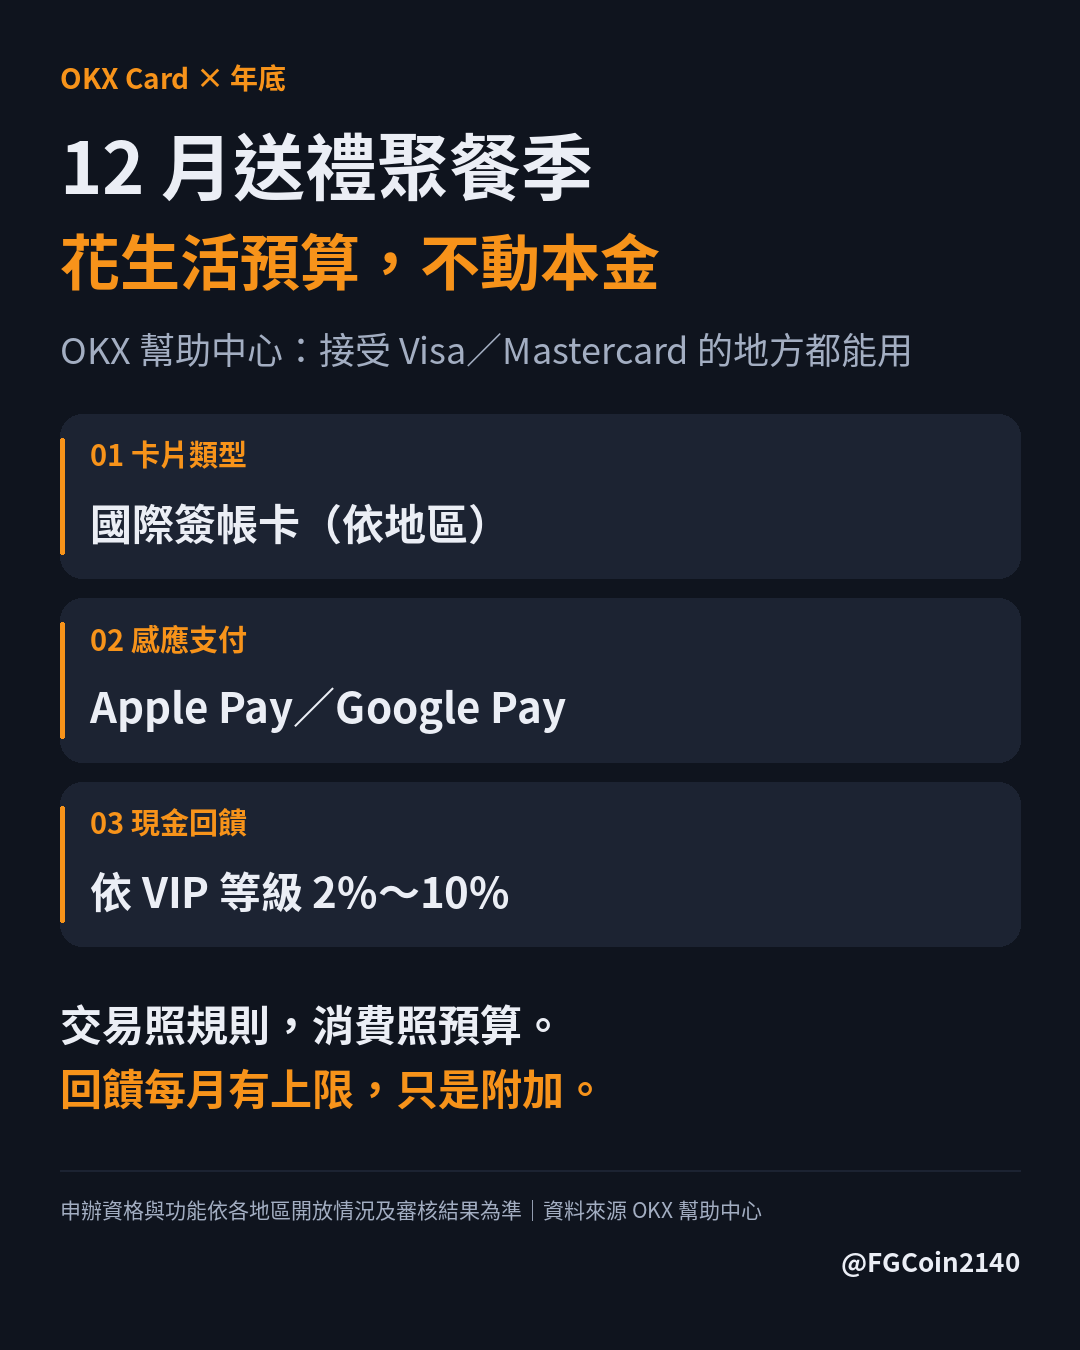 OKX Card × 年底
12 月送禮聚餐季
花生活預算，不動本金
OKX 幫助中心：接受 Visa／Mastercard 的地方都能用
01 卡片類型
國際簽帳卡（依地區）
02 感應支付
Apple Pay／Google Pay
03 現金回饋
依 VIP 等級 2%～10%
交易照規則，消費照預算。
回饋每月有上限，只是附加。
申辦資格與功能依各地區開放情況及審核結果為準｜資料來源 OKX 幫助中心
@FGCoin2140